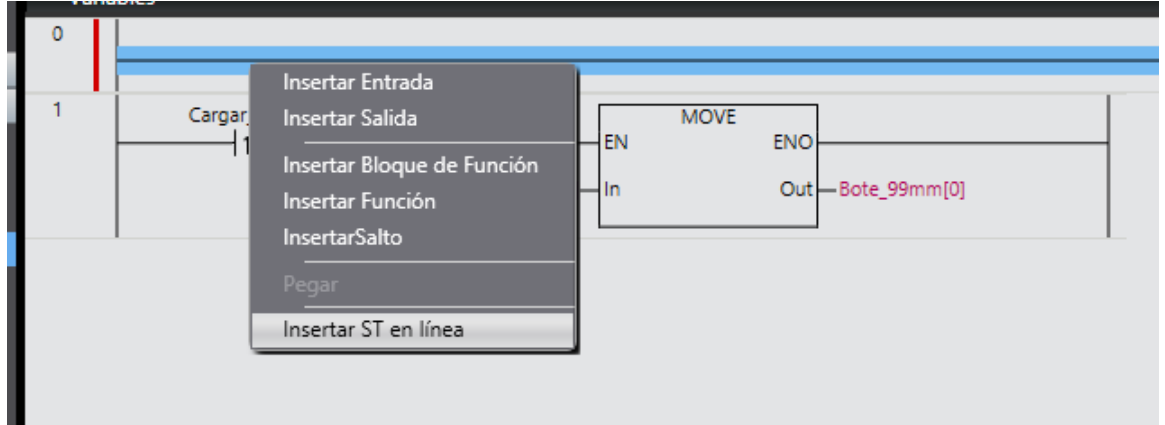 Variables
0
Insertar Entrada
1
Cargar
Insertar Salida
MOVE
EN
ENO
Insertar Bloque de Función
In
Out
Bote_99mm[0]
Insertar Función
InsertarSalto
Pegar
Insertar ST en línea